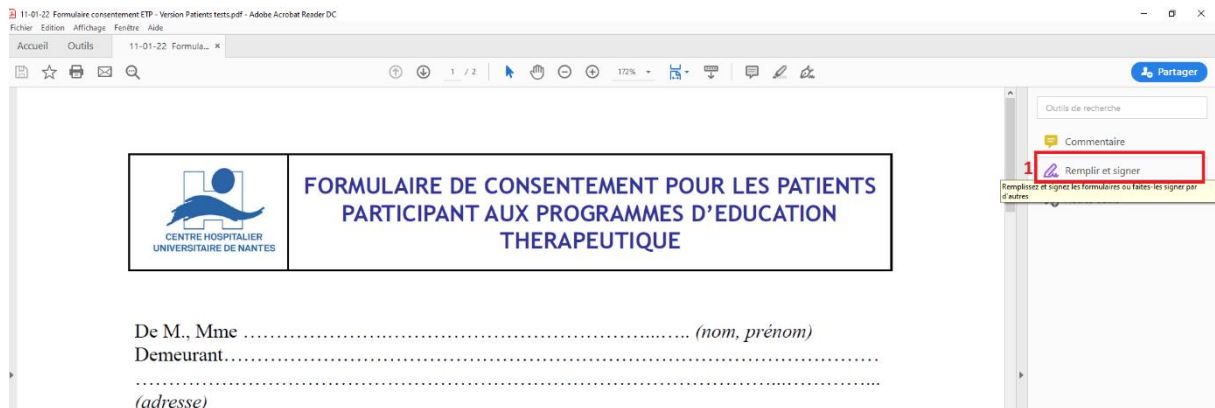 11-01-22 Formulaire consentement ETP - Version Patients tests.pdf - Adobe Acrobat Reader DC
Fichier Edition Affichage Fenêtre Aide
Accueil Outils 11-01-22 Formula... ×
1 / 2 172% Partager
Outils de recherche
Commentaire
1 Remplir et signer
Remplissez et signez les formulaires ou faites-les signer par
d'autres
CENTRE HOSPITALIER
UNIVERSITAIRE DE NANTES
FORMULAIRE DE CONSENTEMENT POUR LES PATIENTS
PARTICIPANT AUX PROGRAMMES D'EDUCATION
THERAPEUTIQUE
De M., Mme ………………………………………………………...…. (nom, prénom)
Demeurant………………………………………………………………………………
………………………………………………………………………………...…………...
(adresse)